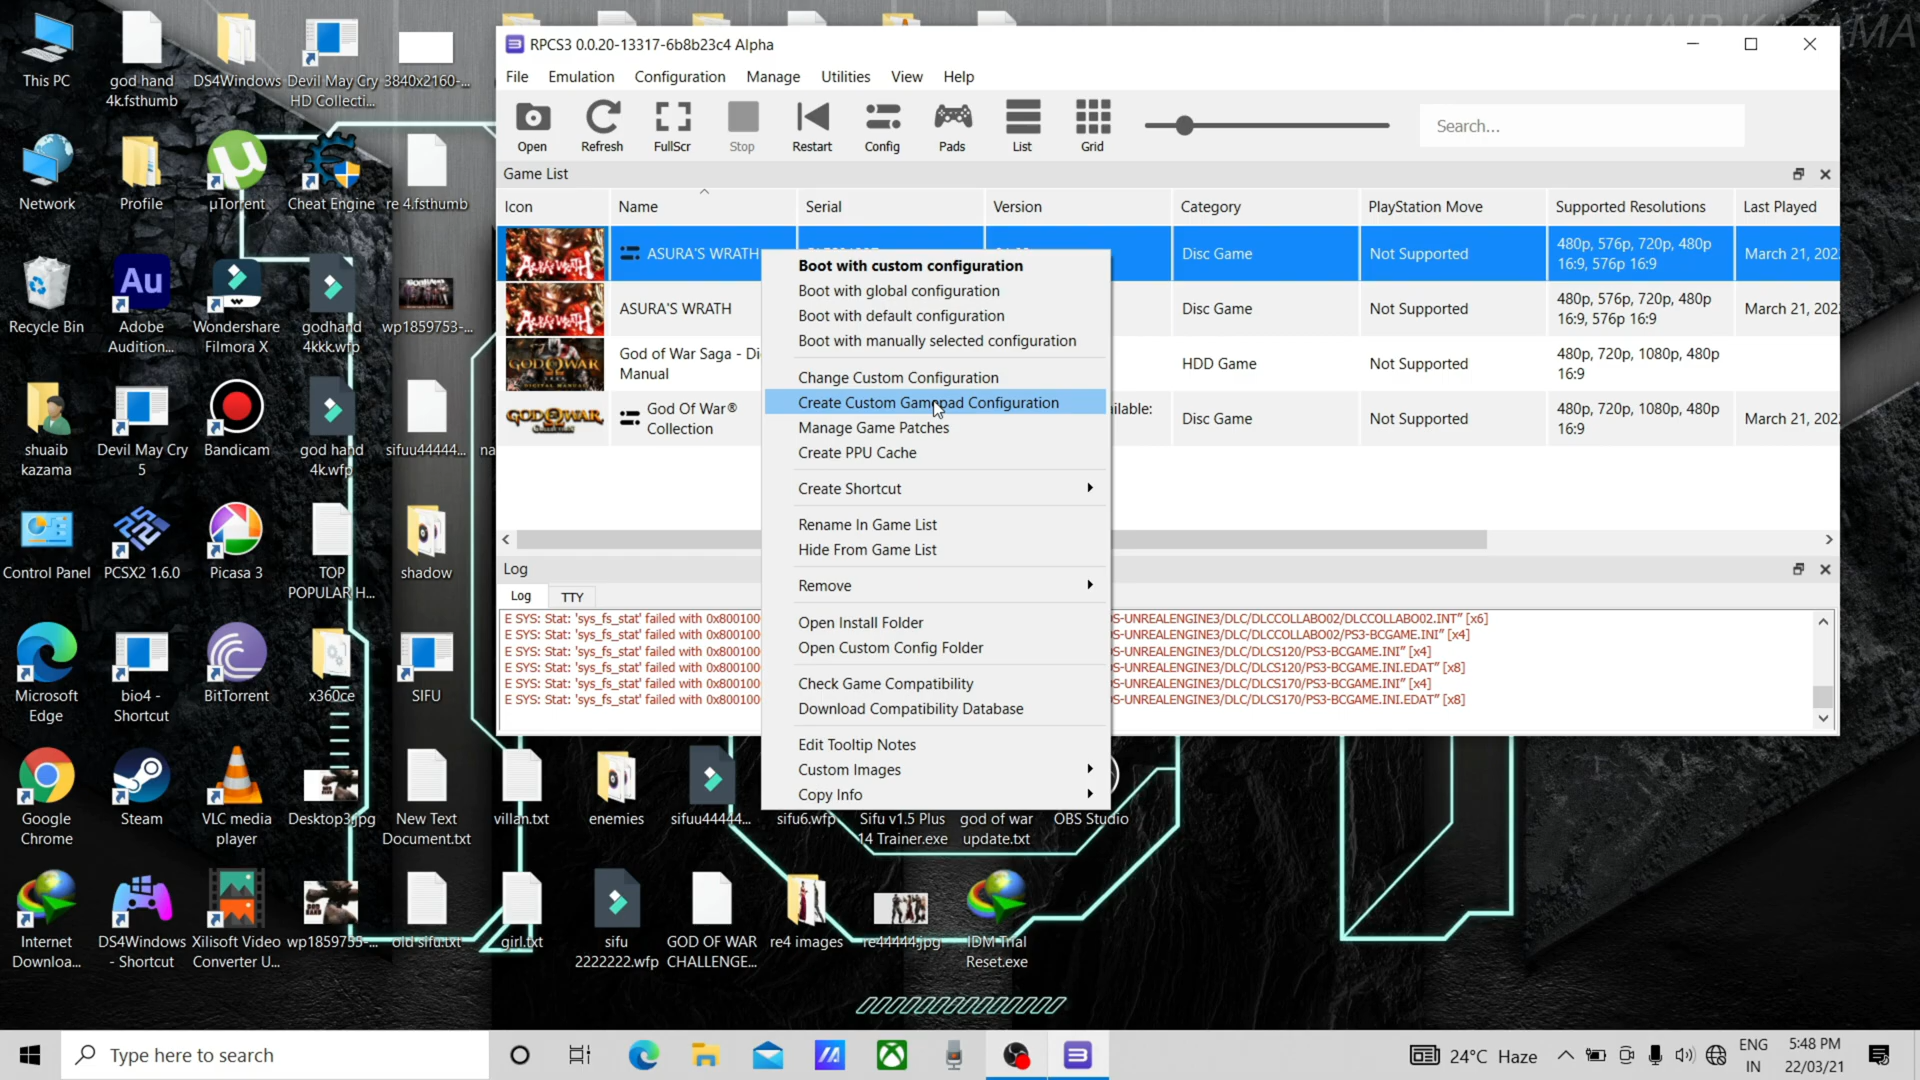 SHUAIB KAZAMA
This PC
god hand
4k.fsthumb
DS4Windows
Devil May Cry
HD Collecti...
3840x2160-...
Network
Profile
µTorrent
Cheat Engine
re 4.fsthumb
Recycle Bin
Adobe
Audition...
Wondershare
Filmora X
godhand
4kkk.wfp
wp1859753-...
shuaib
kazama
Devil May Cry
5
Bandicam
god hand
4k.wfp
sifuu44444...
na
Control Panel
PCSX2 1.6.0
Picasa 3
TOP
POPULAR H...
shadow
Microsoft
Edge
bio4 -
Shortcut
BitTorrent
x360ce
SIFU
Google
Chrome
Steam
VLC media
player
Desktop3.jpg
New Text
Document.txt
villan.txt
enemies
sifuu44444...
sifu6.wfp
Sifu v1.5 Plus
14 Trainer.exe
god of war
update.txt
OBS Studio
Internet
Downloa...
DS4Windows
- Shortcut
Xilisoft Video
Converter U...
wp1859755-...
old sifu.txt
girl.txt
sifu
2222222.wfp
GOD OF WAR
CHALLENGE...
re4 images
re44444.jpg
IDM Trial
Reset.exe
RPCS3 0.0.20-13317-6b8b23c4 Alpha
File Emulation Configuration Manage Utilities View Help
Open Refresh FullScr Stop Restart Config Pads List Grid
Search...
Game List
Icon Name Serial Version Category PlayStation Move Supported Resolutions Last Played
ASURA'S WRATH Disc Game Not Supported 480p, 576p, 720p, 480p
16:9, 576p 16:9 March 21, 202
ASURA'S WRATH Disc Game Not Supported 480p, 576p, 720p, 480p
16:9, 576p 16:9 March 21, 202
God of War Saga - Di
Manual HDD Game Not Supported 480p, 720p, 1080p, 480p
16:9
God Of War®
Collection ilable: Disc Game Not Supported 480p, 720p, 1080p, 480p
16:9 March 21, 202
Boot with custom configuration
Boot with global configuration
Boot with default configuration
Boot with manually selected configuration
Change Custom Configuration
Create Custom Gamepad Configuration
Manage Game Patches
Create PPU Cache
Create Shortcut
Rename In Game List
Hide From Game List
Remove
Open Install Folder
Open Custom Config Folder
Check Game Compatibility
Download Compatibility Database
Edit Tooltip Notes
Custom Images
Copy Info
Log
Log TTY
E SYS: Stat: 'sys_fs_stat' failed with 0x800100 S-UNREALENGINE3/DLC/DLCCOLLABO02/DLCCOLLABO02.INT" [x6]
E SYS: Stat: 'sys_fs_stat' failed with 0x800100 S-UNREALENGINE3/DLC/DLCCOLLABO02/PS3-BCGAME.INI" [x4]
E SYS: Stat: 'sys_fs_stat' failed with 0x800100 S-UNREALENGINE3/DLC/DLCS120/PS3-BCGAME.INI" [x4]
E SYS: Stat: 'sys_fs_stat' failed with 0x800100 S-UNREALENGINE3/DLC/DLCS120/PS3-BCGAME.INI.EDAT" [x8]
E SYS: Stat: 'sys_fs_stat' failed with 0x800100 S-UNREALENGINE3/DLC/DLCS170/PS3-BCGAME.INI" [x4]
E SYS: Stat: 'sys_fs_stat' failed with 0x800100 S-UNREALENGINE3/DLC/DLCS170/PS3-BCGAME.INI.EDAT" [x8]
Type here to search
24°C Haze
ENG
IN
5:48 PM
22/03/21